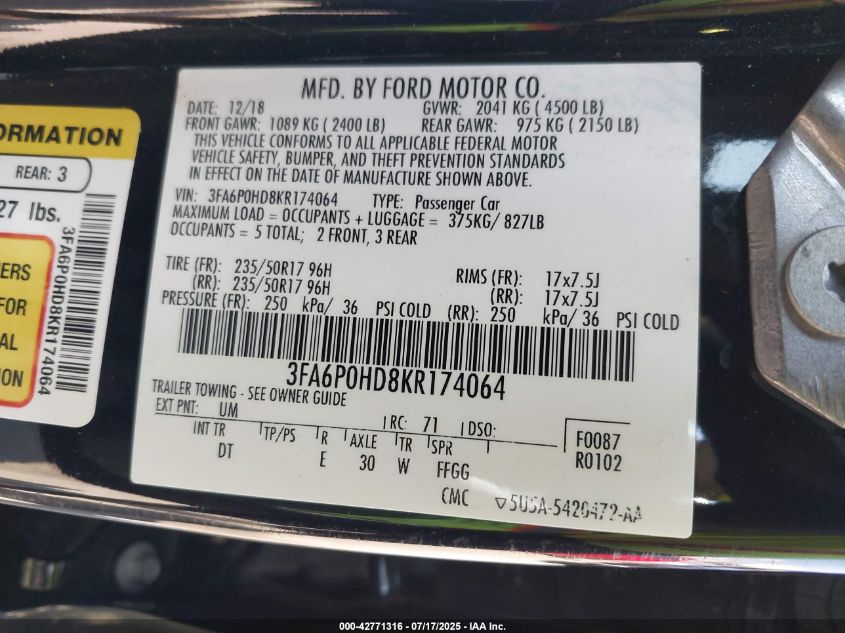 ORMATION
REAR: 3
27 lbs.
ERS
FOR
AL
ION
3FA6P0HD8KR174064
MFD. BY FORD MOTOR CO.
DATE: 12/18 GVWR: 2041 KG ( 4500 LB)
FRONT GAWR: 1089 KG ( 2400 LB) REAR GAWR: 975 KG ( 2150 LB)
THIS VEHICLE CONFORMS TO ALL APPLICABLE FEDERAL MOTOR
VEHICLE SAFETY, BUMPER, AND THEFT PREVENTION STANDARDS
IN EFFECT ON THE DATE OF MANUFACTURE SHOWN ABOVE.
VIN: 3FA6P0HD8KR174064 TYPE: Passenger Car
MAXIMUM LOAD = OCCUPANTS + LUGGAGE = 375KG/ 827LB
OCCUPANTS = 5 TOTAL; 2 FRONT, 3 REAR
TIRE (FR): 235/50R17 96H RIMS (FR): 17x7.5J
(RR): 235/50R17 96H (RR): 17x7.5J
PRESSURE (FR): 250 kPa/ 36 PSI COLD (RR): 250 kPa/ 36 PSI COLD
3FA6P0HD8KR174064
TRAILER TOWING - SEE OWNER GUIDE
EXT PNT: UM RC: 71 DSO: F0087
INT TR TP/PS R AXLE TR SPR R0102
DT E 30 W FFGG
CMC ▽5U5A-5420472-AA
000-42771316 | 07/17/2025 | IAA Inc.